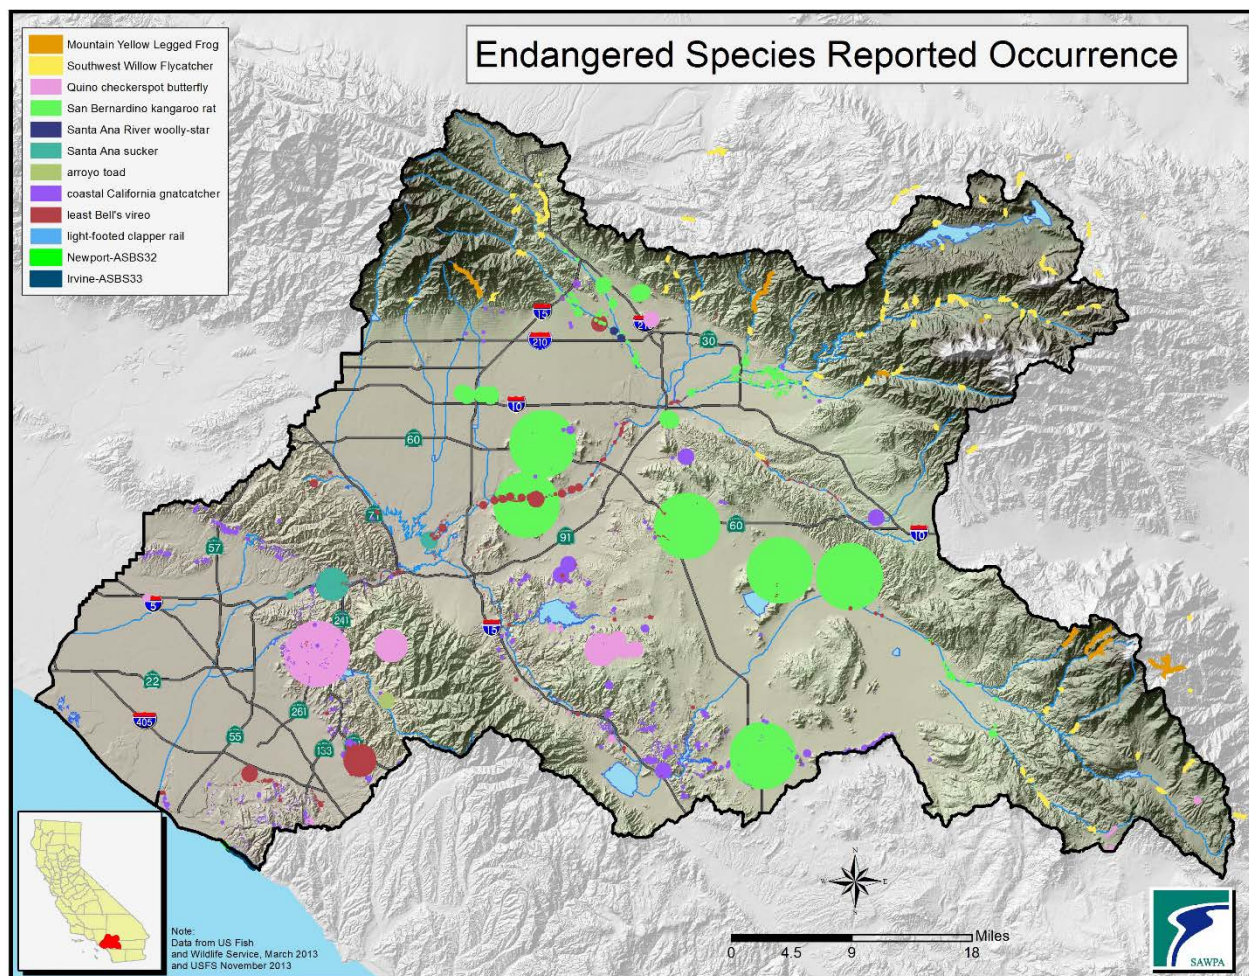 Endangered Species Reported Occurrence
Mountain Yellow Legged Frog
Southwest Willow Flycatcher
Quino checkerspot butterfly
San Bernardino kangaroo rat
Santa Ana River woolly-star
Santa Ana sucker
arroyo toad
coastal California gnatcatcher
least Bell's vireo
light-footed clapper rail
Newport-ASBS32
Irvine-ASBS33
15
210
30
210
10
60
71
91
60
10
57
5
241
15
22
405
261
55
133
N
W
E
S
Miles
0
4.5
9
18
Note:
Data from US Fish
and Wildlife Service, March 2013
and USFS November 2013
SAWPA